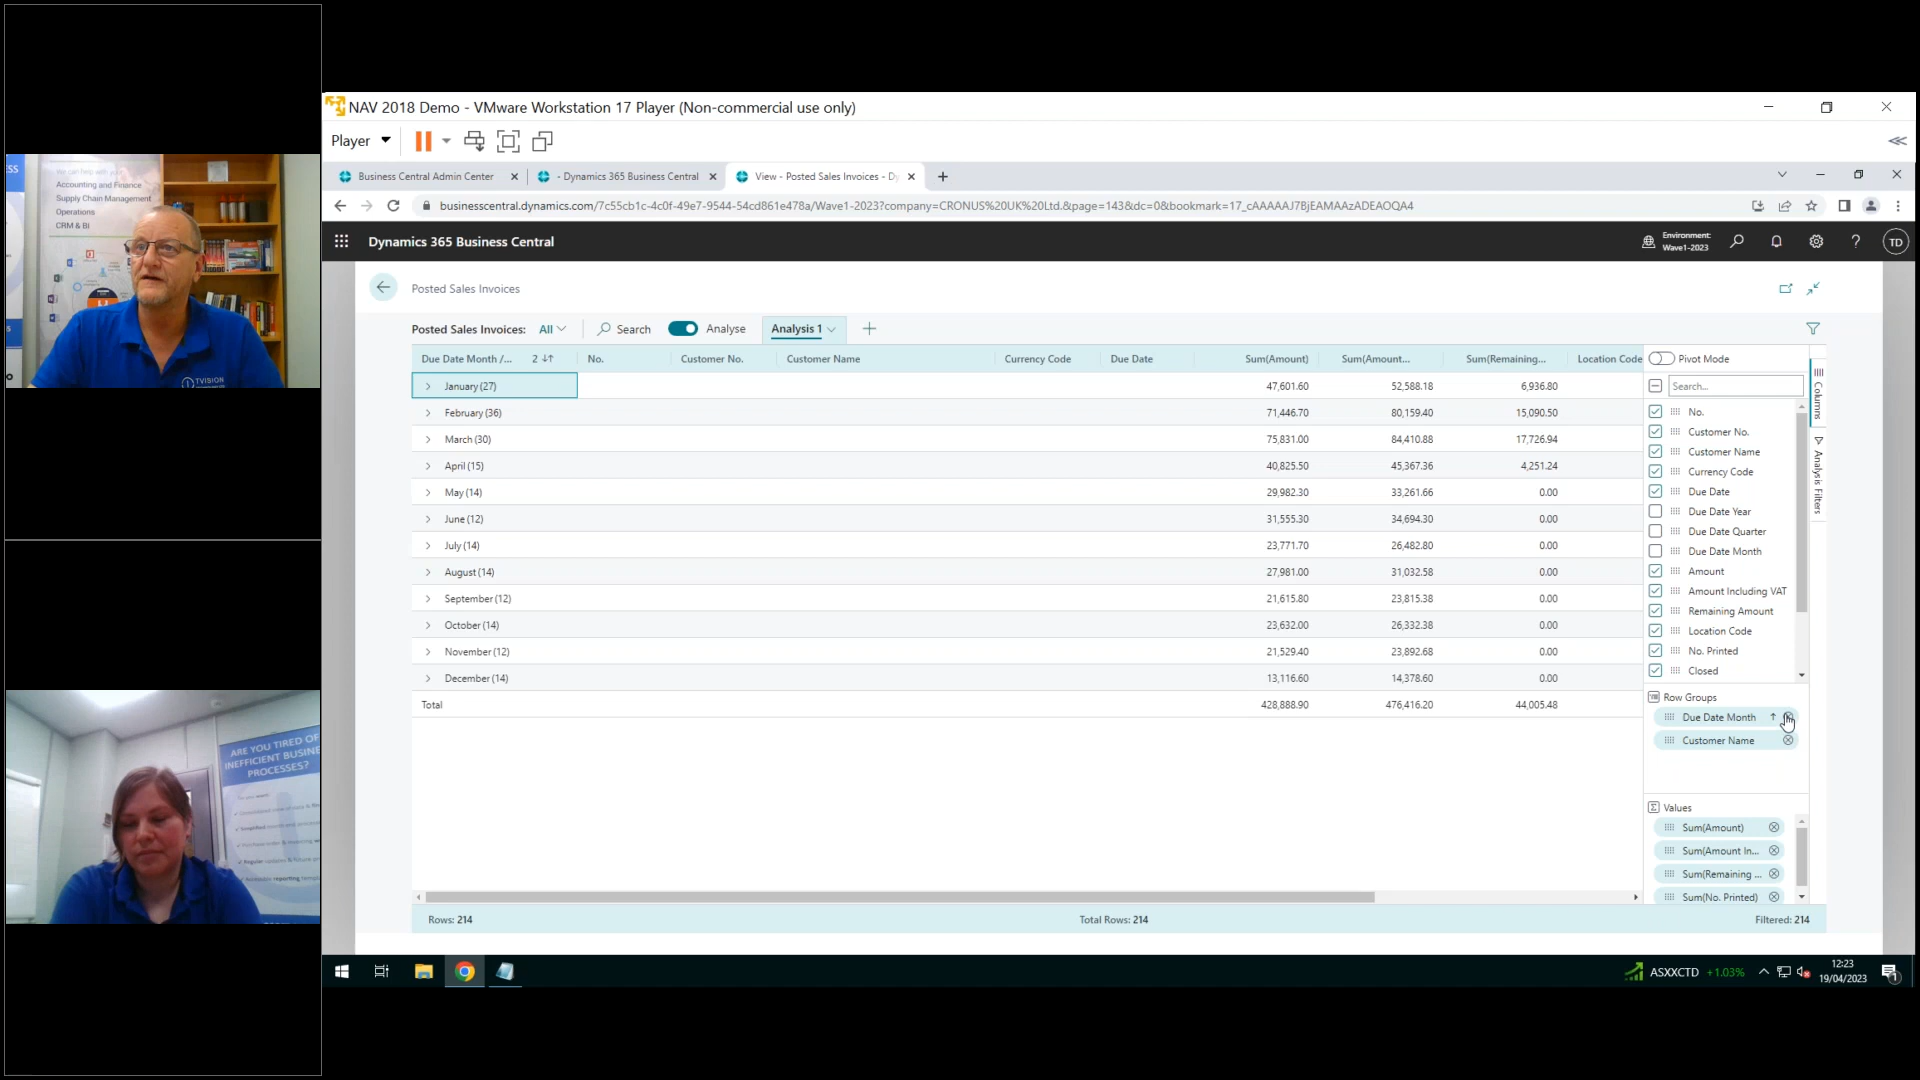 We can help with your
Accounting and Finance
Supply Chain Management
Operations
CRM & BI
TVISION
ARE YOU TIRED OF
INEFFICIENT BUSINESS
PROCESSES?
NAV 2018 Demo - VMware Workstation 17 Player (Non-commercial use only)
Player
Business Central Admin Center
- Dynamics 365 Business Central
View - Posted Sales Invoices - Dy
businesscentral.dynamics.com/7c55cb1c-4c0f-49e7-9544-54cd861e478a/Wave1-2023?company=CRONUS%20UK%20Ltd.&page=143&dc=0&bookmark=17_cAAAAAJ7BjEAMAAzADEAOQA4
Dynamics 365 Business Central
Environment:
Wave1-2023
?
TD
Posted Sales Invoices
Posted Sales Invoices: All Search Analyse Analysis 1
Due Date Month /... 2 No. Customer No. Customer Name Currency Code Due Date Sum(Amount) Sum(Amount... Sum(Remaining... Location Code
January (27) 47,601.60 52,588.18 6,936.80
February (36) 71,446.70 80,159.40 15,090.50
March (30) 75,831.00 84,410.88 17,726.94
April (15) 40,825.50 45,367.36 4,251.24
May (14) 29,982.30 33,261.66 0.00
June (12) 31,555.30 34,694.30 0.00
July (14) 23,771.70 26,482.80 0.00
August (14) 27,981.00 31,032.58 0.00
September (12) 21,615.80 23,815.38 0.00
October (14) 23,632.00 26,332.38 0.00
November (12) 21,529.40 23,892.68 0.00
December (14) 13,116.60 14,378.60 0.00
Total 428,888.90 476,416.20 44,005.48
Pivot Mode
Search...
No.
Customer No.
Customer Name
Currency Code
Due Date
Due Date Year
Due Date Quarter
Due Date Month
Amount
Amount Including VAT
Remaining Amount
Location Code
No. Printed
Closed
Columns
Analysis Filters
Row Groups
Due Date Month
Customer Name
Values
Sum(Amount)
Sum(Amount In...
Sum(Remaining ...
Sum(No. Printed)
Rows: 214 Total Rows: 214 Filtered: 214
ASXXCTD +1.03%
12:23
19/04/2023
1